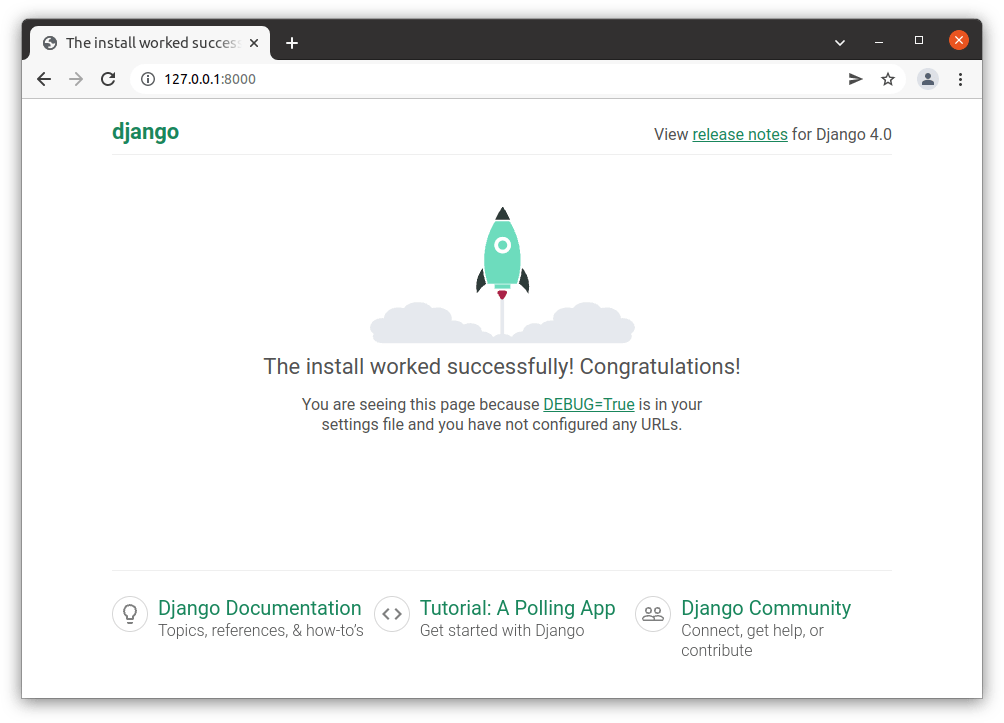 The install worked succes
127.0.0.1:8000
django
View release notes for Django 4.0
The install worked successfully! Congratulations!
You are seeing this page because DEBUG=True is in your
settings file and you have not configured any URLs.
Django Documentation
Topics, references, & how-to’s
Tutorial: A Polling App
Get started with Django
Django Community
Connect, get help, or
contribute